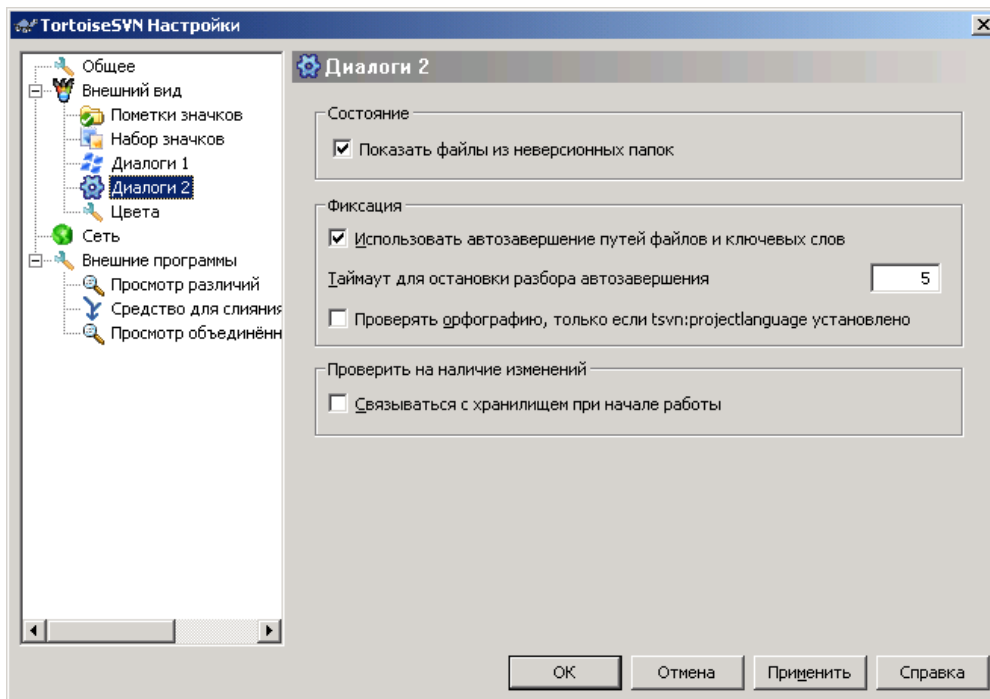 TortoiseSVN Настройки
Общее
Внешний вид
Пометки значков
Набор значков
Диалоги 1
Диалоги 2
Цвета
Сеть
Внешние программы
Просмотр различий
Средство для слияния
Просмотр объединённ
Диалоги 2
Состояние
Показать файлы из неверсионных папок
Фиксация
Использовать автозавершение путей файлов и ключевых слов
Таймаут для остановки разбора автозавершения 5
Проверять орфографию, только если tsvn:projectlanguage установлено
Проверить на наличие изменений
Связываться с хранилищем при начале работы
OK Отмена Применить Справка